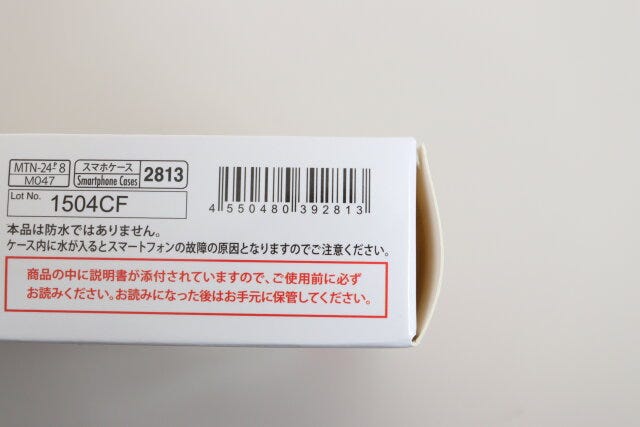 MTN-24㌢8
M047
スマホケース
Smartphone Cases
2813
Lot No.
1504CF
4 550480 392813
本品は防水ではありません。
ケース内に水が入るとスマートフォンの故障の原因となりますのでご注意ください。
商品の中に説明書が添付されていますので、ご使用前に必ず
お読みください。お読みになった後はお手元に保管してください。